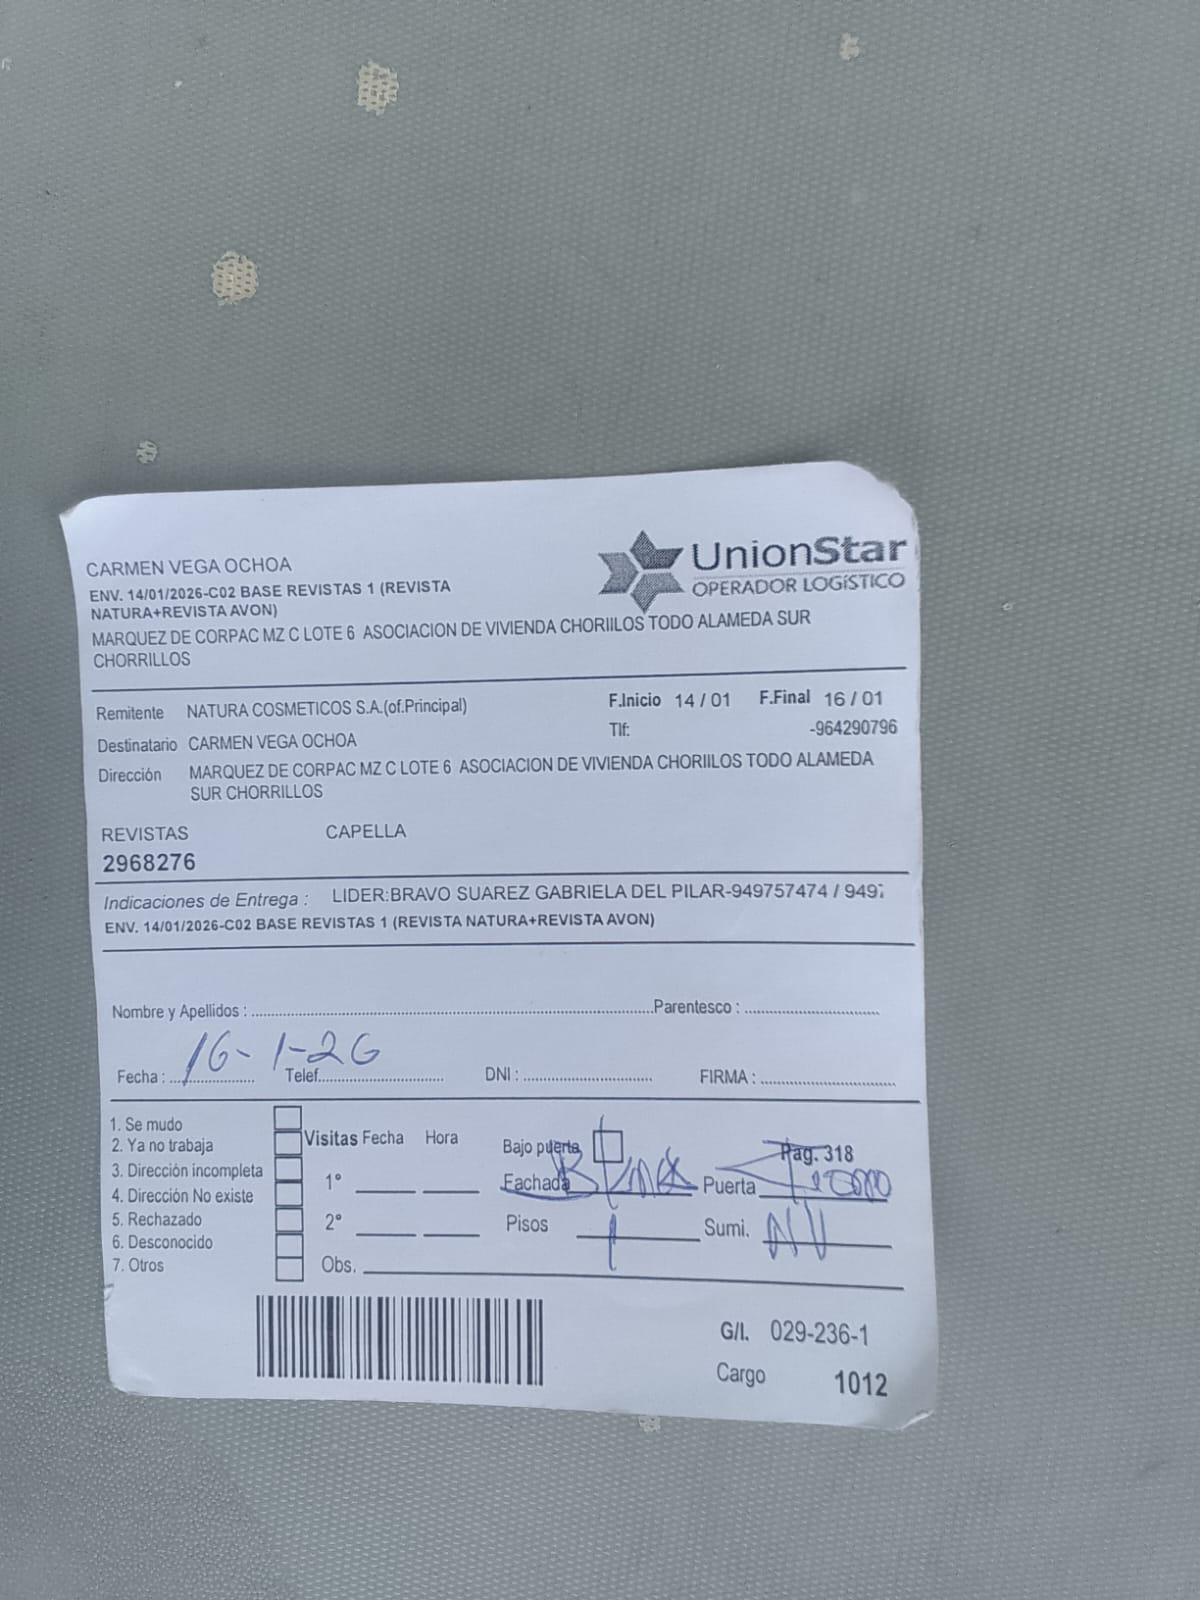 UnionStar
OPERADOR LOGíSTICO
CARMEN VEGA OCHOA
ENV. 14/01/2026-C02 BASE REVISTAS 1 (REVISTA
NATURA+REVISTA AVON)
MARQUEZ DE CORPAC MZ C LOTE 6 ASOCIACION DE VIVIENDA CHORIILOS TODO ALAMEDA SUR
CHORRILLOS
Remitente NATURA COSMETICOS S.A.(of.Principal) F.Inicio 14 / 01 F.Final 16 / 01
Destinatario CARMEN VEGA OCHOA Tlf: -964290796
Dirección MARQUEZ DE CORPAC MZ C LOTE 6 ASOCIACION DE VIVIENDA CHORIILOS TODO ALAMEDA
SUR CHORRILLOS
REVISTAS CAPELLA
2968276
Indicaciones de Entrega : LIDER:BRAVO SUAREZ GABRIELA DEL PILAR-949757474 / 9497
ENV. 14/01/2026-C02 BASE REVISTAS 1 (REVISTA NATURA+REVISTA AVON)
Nombre y Apellidos : Parentesco :
Fecha : 16-1-26 Telef. DNI : FIRMA :
1. Se mudo
2. Ya no trabaja
3. Dirección incompleta
4. Dirección No existe
5. Rechazado
6. Desconocido
7. Otros
Visitas Fecha Hora
1°
2°
Obs.
Bajo puerta Pag. 318
Fachada Puerta
Pisos 1 Sumi. NV
G/I. 029-236-1
Cargo 1012